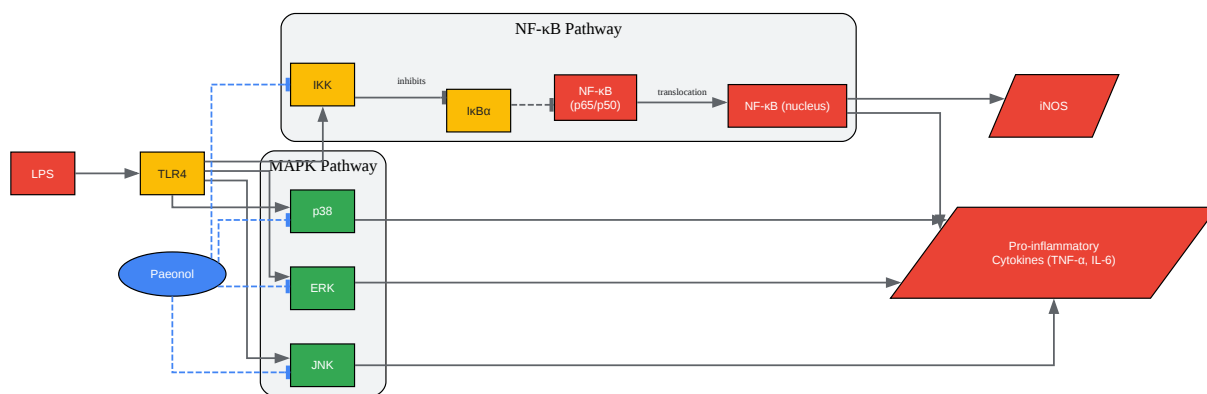 NF-κB Pathway
IKK
inhibits
IκBα
NF-κB
(p65/p50)
translocation
NF-κB (nucleus)
iNOS
LPS
TLR4
MAPK Pathway
p38
Paeonol
ERK
JNK
Pro-inflammatory
Cytokines (TNF-α, IL-6)